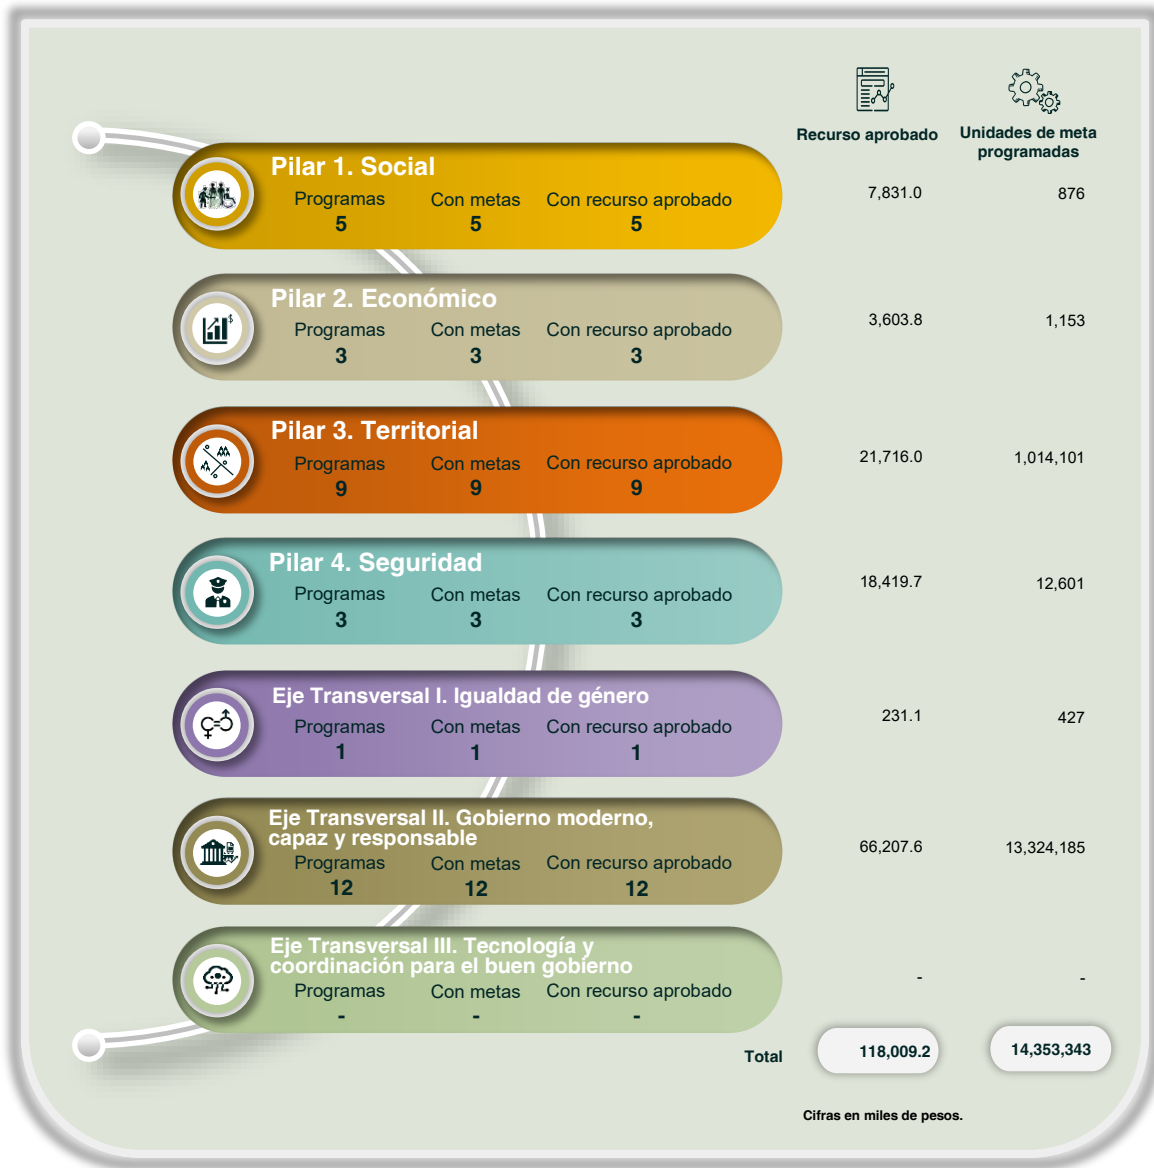 Recurso aprobado
Unidades de meta
programadas
Pilar 1. Social
Programas Con metas Con recurso aprobado
5 5 5
7,831.0 876
Pilar 2. Económico
Programas Con metas Con recurso aprobado
3 3 3
3,603.8 1,153
Pilar 3. Territorial
Programas Con metas Con recurso aprobado
9 9 9
21,716.0 1,014,101
Pilar 4. Seguridad
Programas Con metas Con recurso aprobado
3 3 3
18,419.7 12,601
Eje Transversal I. Igualdad de género
Programas Con metas Con recurso aprobado
1 1 1
231.1 427
Eje Transversal II. Gobierno moderno,
capaz y responsable
Programas Con metas Con recurso aprobado
12 12 12
66,207.6 13,324,185
Eje Transversal III. Tecnología y
coordinación para el buen gobierno
Programas Con metas Con recurso aprobado
- - -
- -
Total 118,009.2 14,353,343
Cifras en miles de pesos.